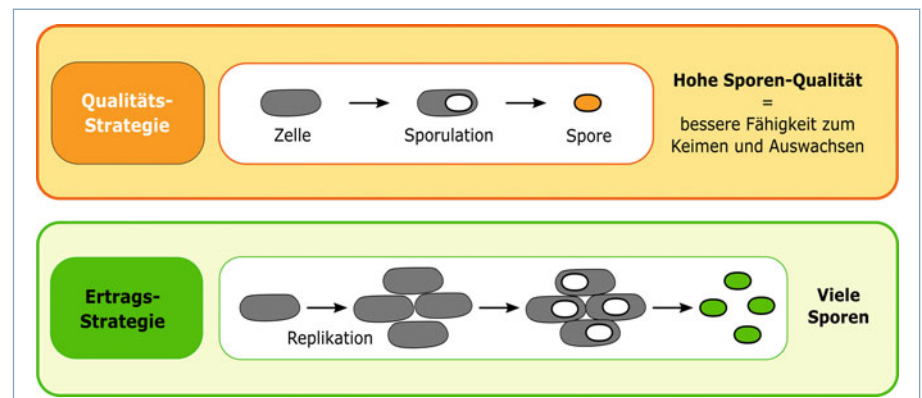 Qualitäts-
Strategie
Zelle
Sporulation
Spore
Hohe Sporen-Qualität
=
bessere Fähigkeit zum
Keimen und Auswachsen
Ertrags-
Strategie
Replikation
Viele
Sporen